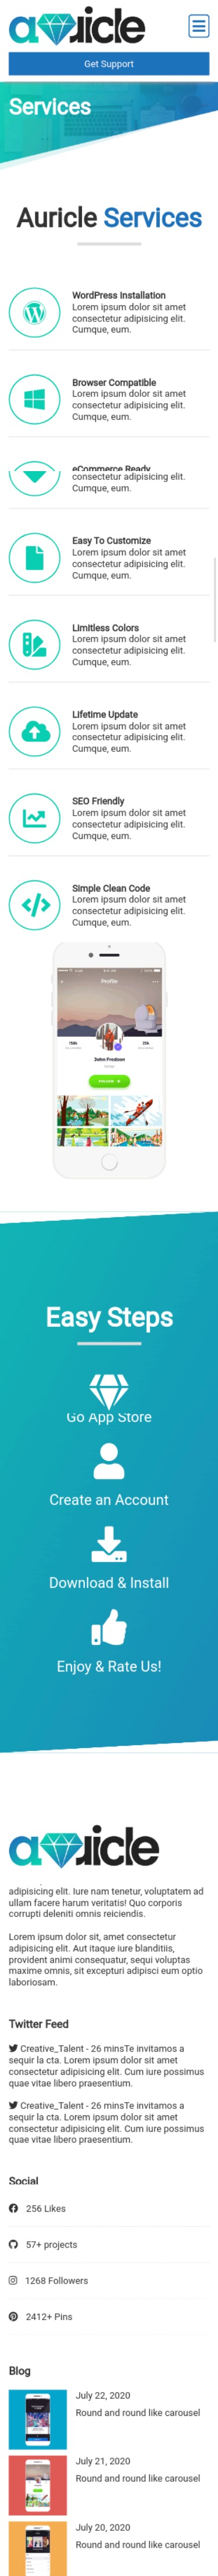 auricle
Get Support
Services
Auricle Services
WordPress Installation
Lorem ipsum dolor sit amet
consectetur adipisicing elit.
Cumque, eum.
Browser Compatible
Lorem ipsum dolor sit amet
consectetur adipisicing elit.
Cumque, eum.
eCommerce Ready
consectetur adipisicing elit.
Cumque, eum.
Easy To Customize
Lorem ipsum dolor sit amet
consectetur adipisicing elit.
Cumque, eum.
Limitless Colors
Lorem ipsum dolor sit amet
consectetur adipisicing elit.
Cumque, eum.
Lifetime Update
Lorem ipsum dolor sit amet
consectetur adipisicing elit.
Cumque, eum.
SEO Friendly
Lorem ipsum dolor sit amet
consectetur adipisicing elit.
Cumque, eum.
Simple Clean Code
Lorem ipsum dolor sit amet
consectetur adipisicing elit.
Cumque, eum.
Profile
John Fredson
FOLLOW
Easy Steps
Go App Store
Create an Account
Download & Install
Enjoy & Rate Us!
auricle
adipisicing elit. Iure nam tenetur, voluptatem ad
ullam facere harum veritatis! Quo corporis
corrupti deleniti omnis reiciendis.
Lorem ipsum dolor sit, amet consectetur
adipisicing elit. Aut itaque iure blanditiis,
provident animi consequatur, sequi voluptas
maxime omnis, sit excepturi adipisci eum optio
laboriosam.
Twitter Feed
Creative_Talent - 26 minsTe invitamos a
sequir la cta. Lorem ipsum dolor sit amet
consectetur adipisicing elit. Cum iure possimus
quae vitae libero praesentium.
Creative_Talent - 26 minsTe invitamos a
sequir la cta. Lorem ipsum dolor sit amet
consectetur adipisicing elit. Cum iure possimus
quae vitae libero praesentium.
Social
256 Likes
57+ projects
1268 Followers
2412+ Pins
Blog
July 22, 2020
Round and round like carousel
July 21, 2020
Round and round like carousel
July 20, 2020
Round and round like carousel